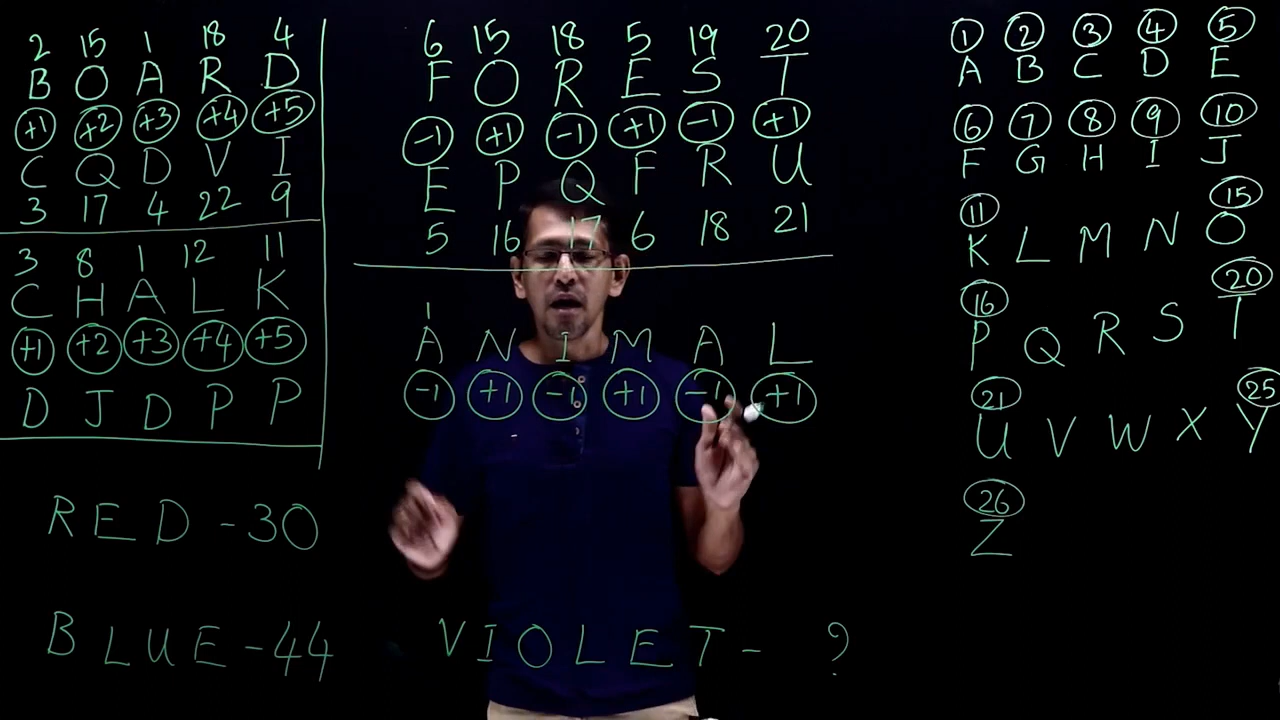 2 15 1 18 4
B O A R D
+1 +2 +3 +4 +5
C Q D V I
3 17 4 22 9
3 8 1 12 11
C H A L K
+1 +2 +3 +4 +5
D J D P P
RED - 30
BLUE - 44
6 15 18 5 19 20
F O R E S T
-1 +1 -1 +1 -1 +1
E P Q F R U
5 16 17 6 18 21
1
A N I M A L
-1 +1 -1 +1 -1 +1
VIOLET - ?
1 2 3 4 5
A B C D E
6 7 8 9 10
F G H I J
11 15
K L M N O
16 20
P Q R S T
21 25
U V W X Y
26
Z